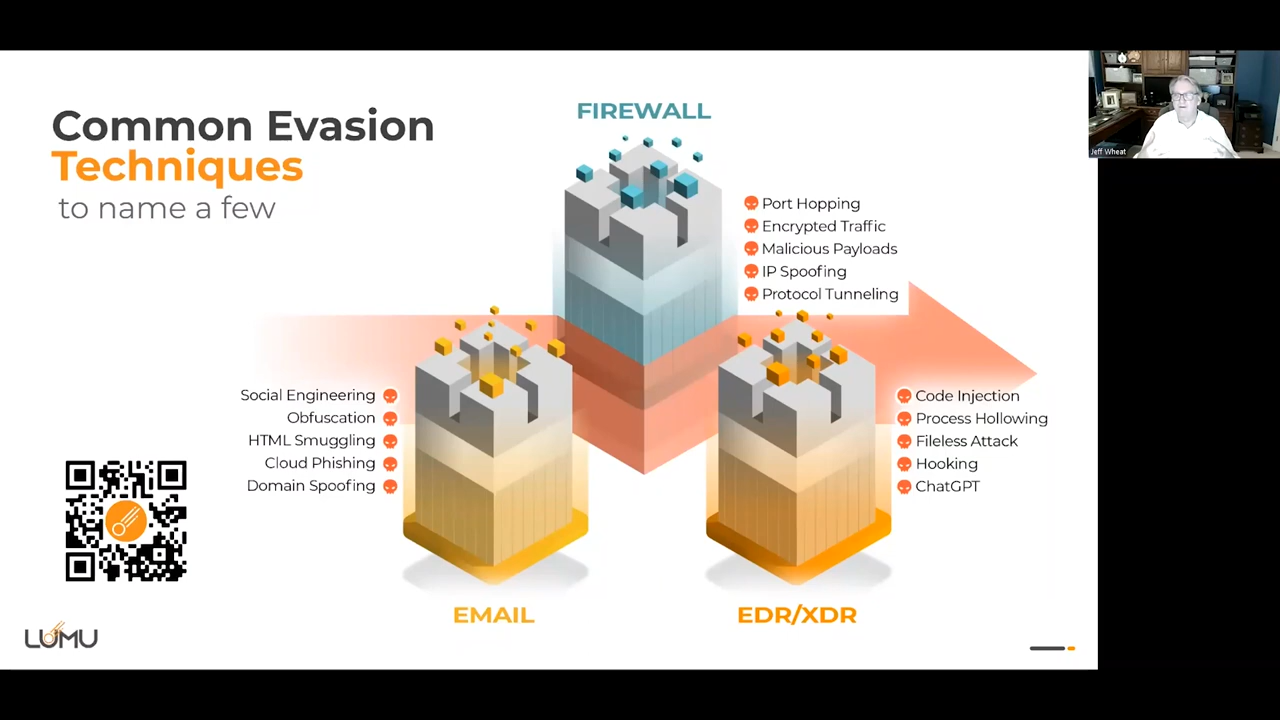 Common Evasion
Techniques
to name a few
FIREWALL
Port Hopping
Encrypted Traffic
Malicious Payloads
IP Spoofing
Protocol Tunneling
Social Engineering
Obfuscation
HTML Smuggling
Cloud Phishing
Domain Spoofing
Code Injection
Process Hollowing
Fileless Attack
Hooking
ChatGPT
EMAIL
EDR/XDR
LUMU
Jeff Wheat